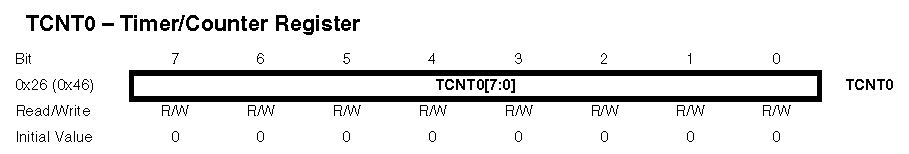 TCNT0 – Timer/Counter Register
Bit 7 6 5 4 3 2 1 0
0x26 (0x46) TCNT0[7:0] TCNT0
Read/Write R/W R/W R/W R/W R/W R/W R/W R/W
Initial Value 0 0 0 0 0 0 0 0